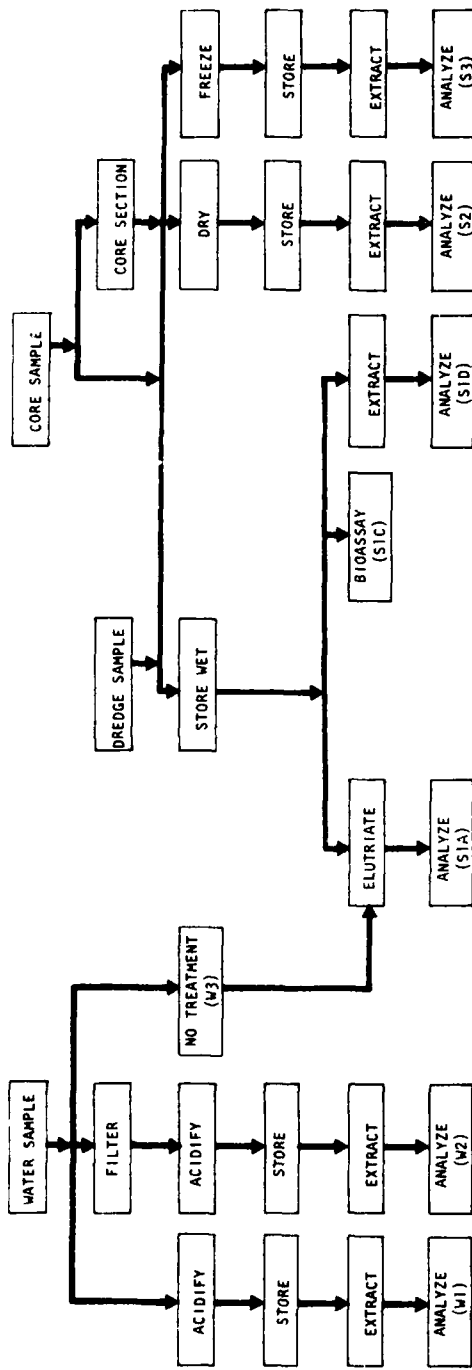 WATER SAMPLE
ACIDIFY
STORE
EXTRACT
ANALYZE
(W1)
FILTER
ACIDIFY
STORE
EXTRACT
ANALYZE
(W2)
NO TREATMENT
(W3)
DREDGE SAMPLE
STORE WET
ELUTRIATE
ANALYZE
(S1A)
BIOASSAY
(S1C)
EXTRACT
ANALYZE
(S1D)
CORE SAMPLE
CORE SECTION
DRY
STORE
EXTRACT
ANALYZE
(S2)
FREEZE
STORE
EXTRACT
ANALYZE
(S3)